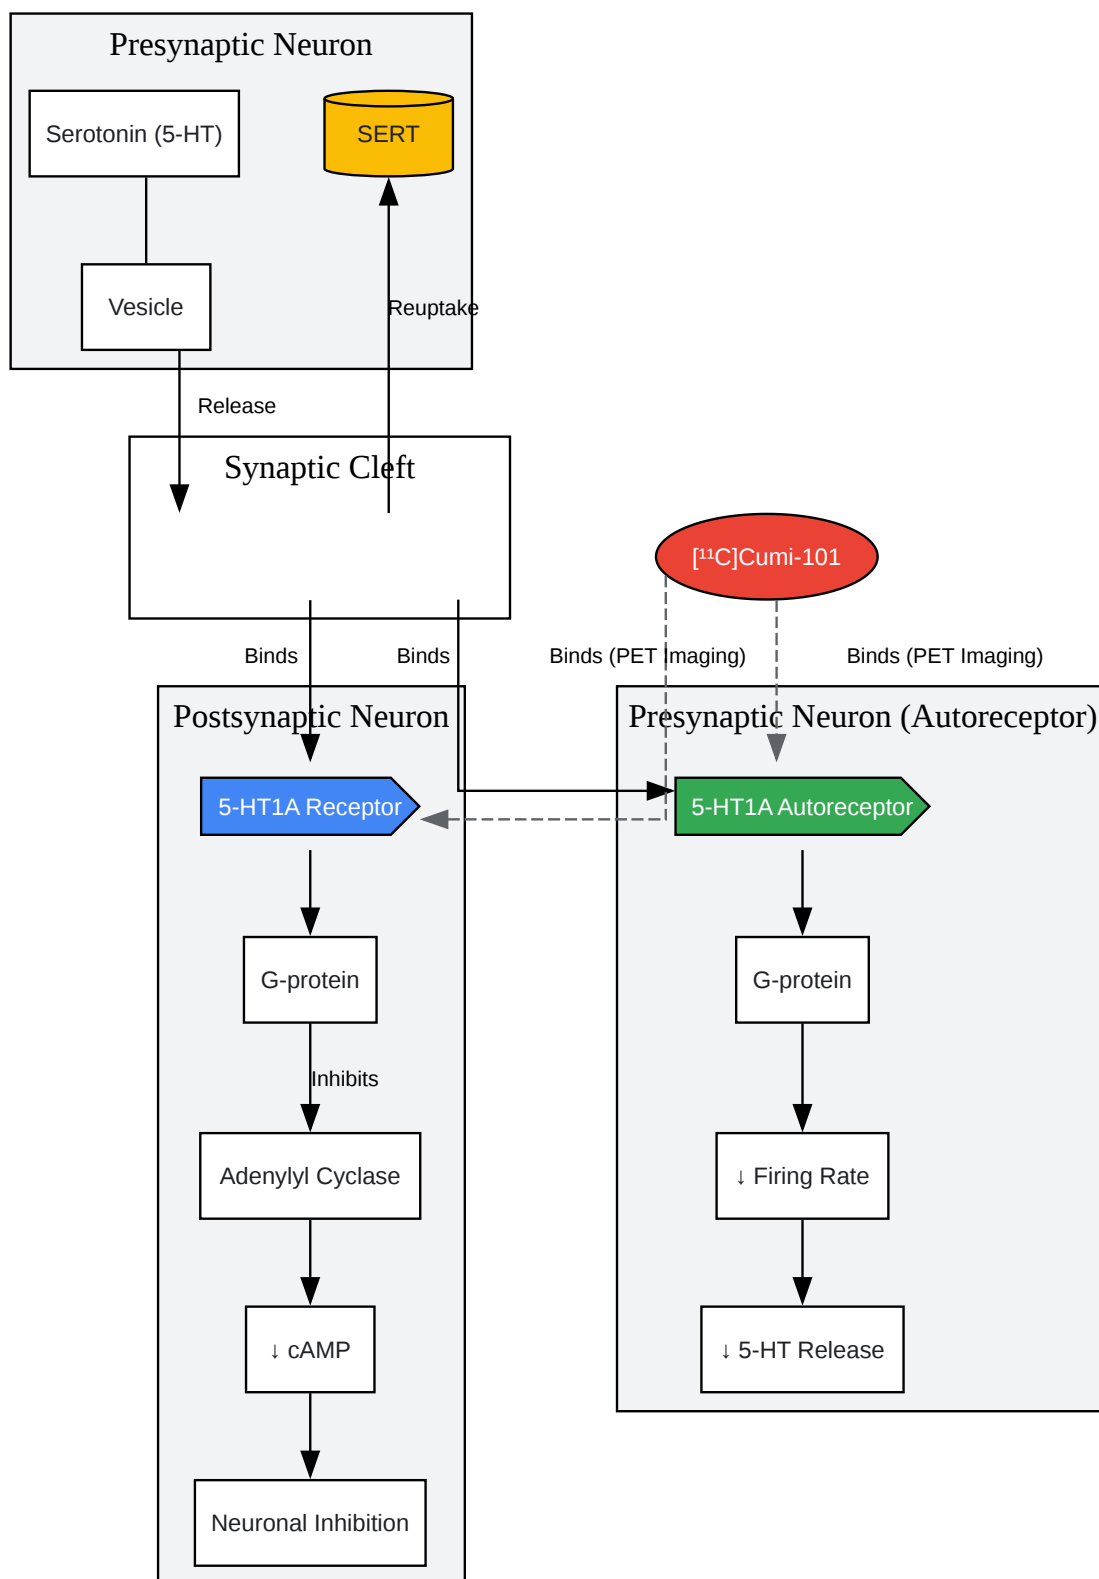 Presynaptic Neuron
Serotonin (5-HT)
SERT
Vesicle
Reuptake
Release
Synaptic Cleft
[¹¹C]Cumi-101
Binds
Binds
Binds (PET Imaging)
Binds (PET Imaging)
Postsynaptic Neuron
Presynaptic Neuron (Autoreceptor)
5-HT1A Receptor
5-HT1A Autoreceptor
G-protein
G-protein
Inhibits
Adenylyl Cyclase
↓ Firing Rate
↓ cAMP
↓ 5-HT Release
Neuronal Inhibition